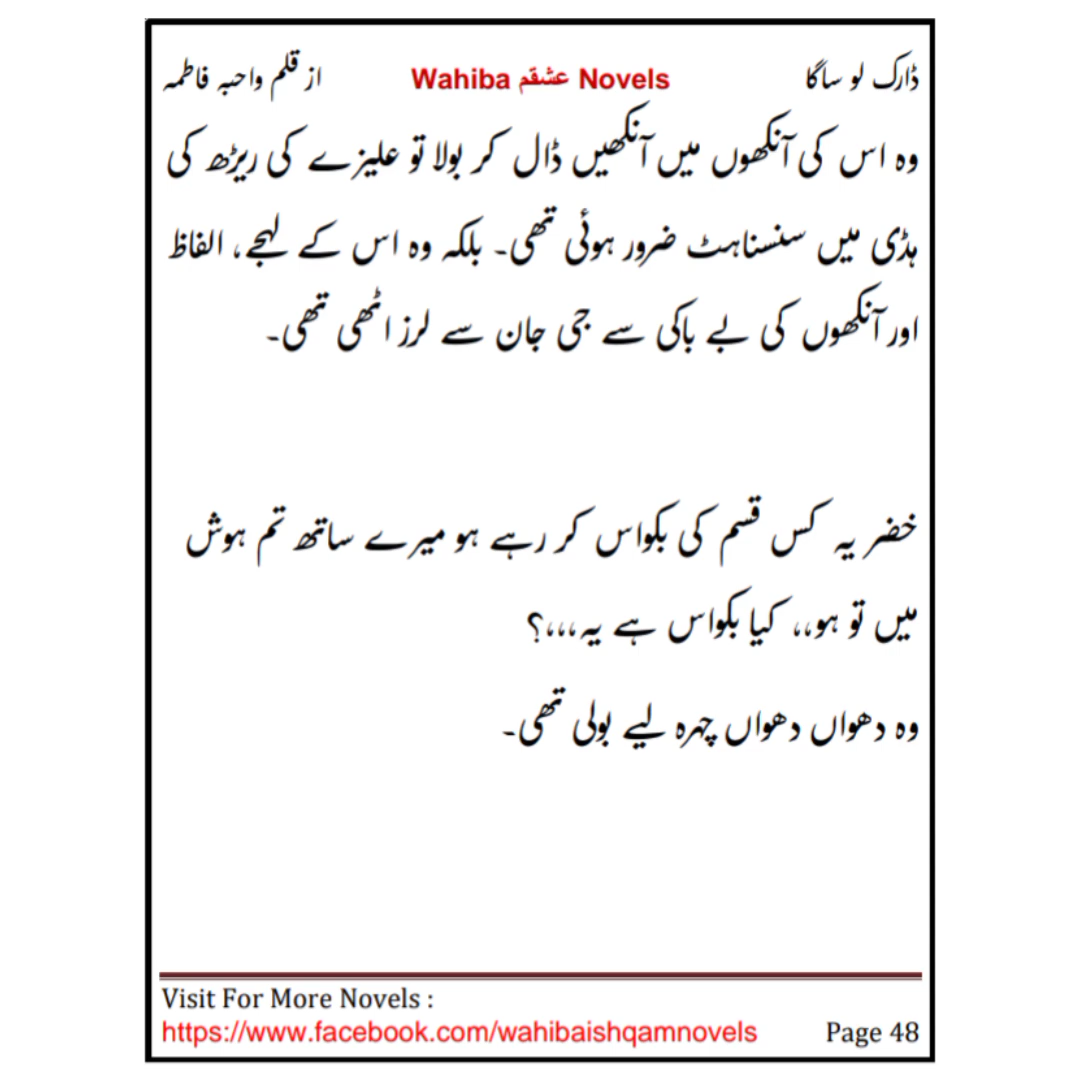 ڈارک لو ساگا Wahiba عشقم Novels از قلم واحبہ فاطمہ
وہ اس کی آنکھوں میں آنکھیں ڈال کر بولا تو علیزے کی ریڑھ کی
ہڈی میں سنسناہٹ ضرور ہوئی تھی۔ بلکہ وہ اس کے لہجے، الفاظ
اور آنکھوں کی بے باکی سے جی جان سے لرز اٹھی تھی۔
خضر یہ کس قسم کی بکواس کر رہے ہو میرے ساتھ تم ہوش
میں تو ہو،، کیا بکواس ہے یہ،،،؟
وہ دھواں دھواں چہرہ لیے بولی تھی۔
Visit For More Novels :
https://www.facebook.com/wahibaishqamnovels Page 48